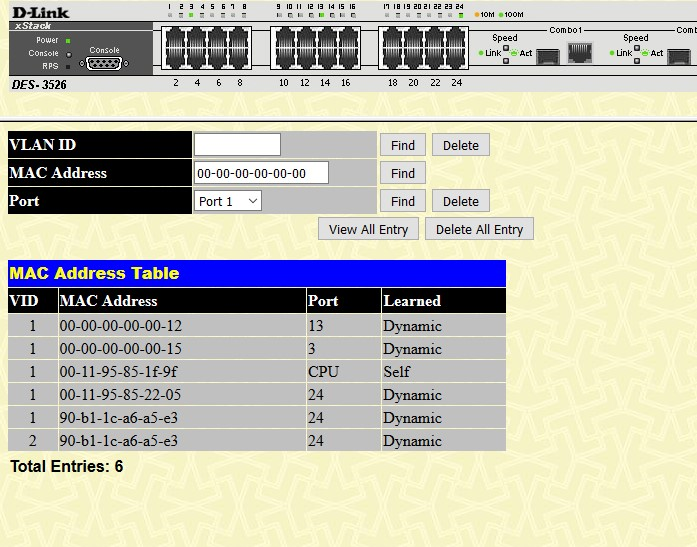 D-Link
xStack
1 2 3 4 5 6 7 8 9 10 11 12 13 14 15 16 17 18 19 20 21 22 23 24 10M 100M
Power
Console
RPS
Console
Combo1
Speed
Link Act
Com
Speed
Link Act
DES-3526
2 4 6 8 10 12 14 16 18 20 22 24
VLAN ID Find Delete
MAC Address 00-00-00-00-00-00 Find
Port Port 1 Find Delete
View All Entry Delete All Entry
MAC Address Table
VID MAC Address Port Learned
1 00-00-00-00-00-12 13 Dynamic
1 00-00-00-00-00-15 3 Dynamic
1 00-11-95-85-1f-9f CPU Self
1 00-11-95-85-22-05 24 Dynamic
1 90-b1-1c-a6-a5-e3 24 Dynamic
2 90-b1-1c-a6-a5-e3 24 Dynamic
Total Entries: 6